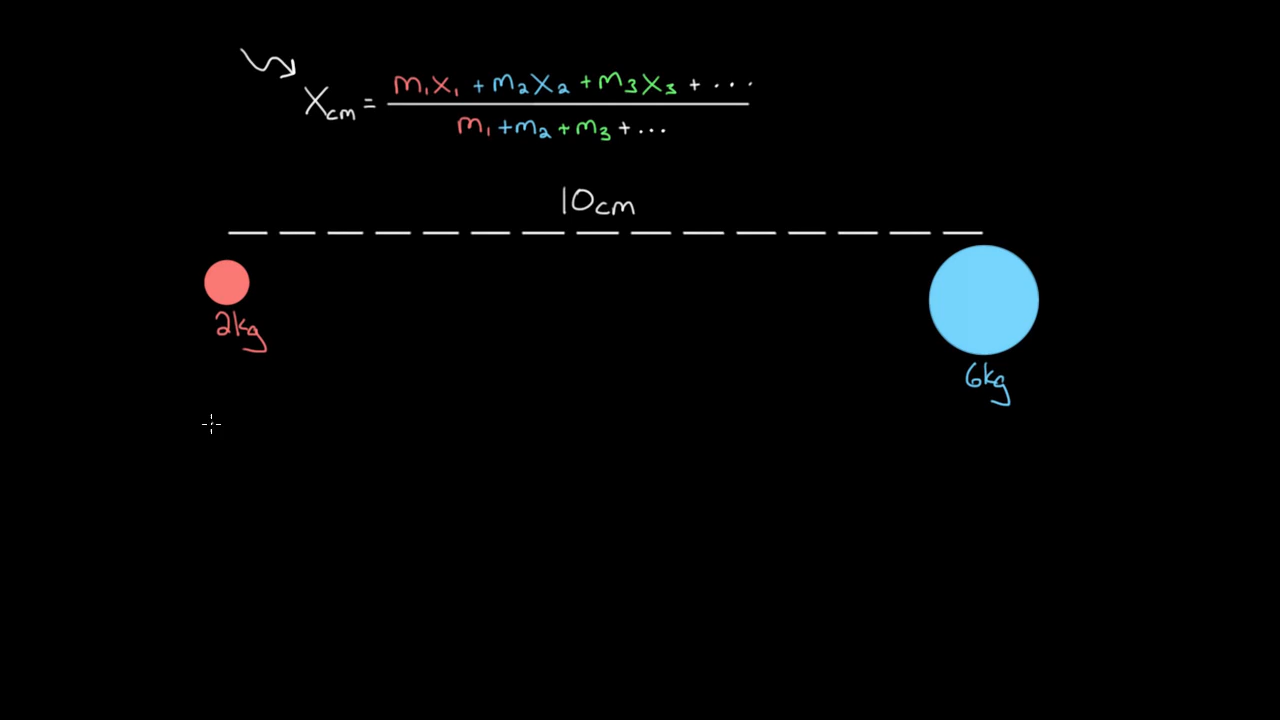 Xcm = m₁x₁ + m₂x₂ + m₃x₃ + ...
m₁ + m₂ + m₃ + ...
10cm
2kg
6kg